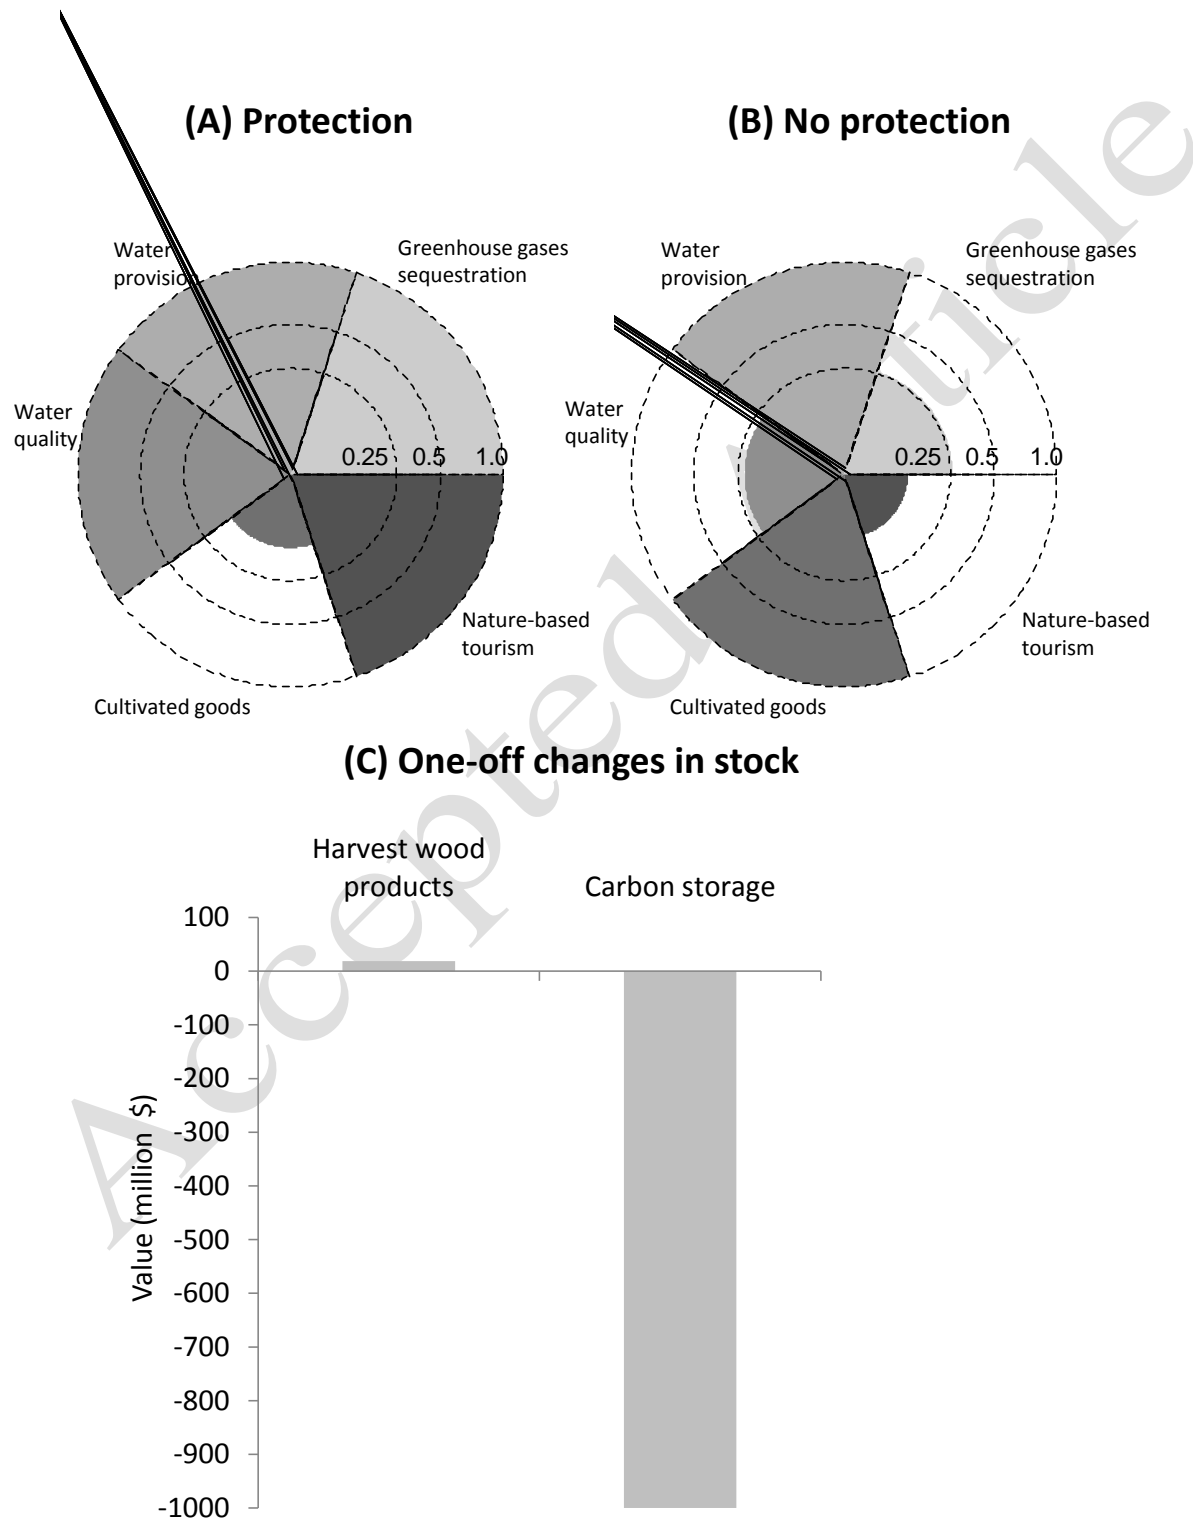 (A) Protection
(B) No protection
Water
provision
Greenhouse gases
sequestration
Water
quality
0.25
0.5
1.0
Nature-based
tourism
Cultivated goods
Water
provision
Greenhouse gases
sequestration
Water
quality
0.25
0.5
1.0
Nature-based
tourism
Cultivated goods
(C) One-off changes in stock
Harvest wood
products
Carbon storage
Value (million $)
100
0
-100
-200
-300
-400
-500
-600
-700
-800
-900
-1000
Accepted Article